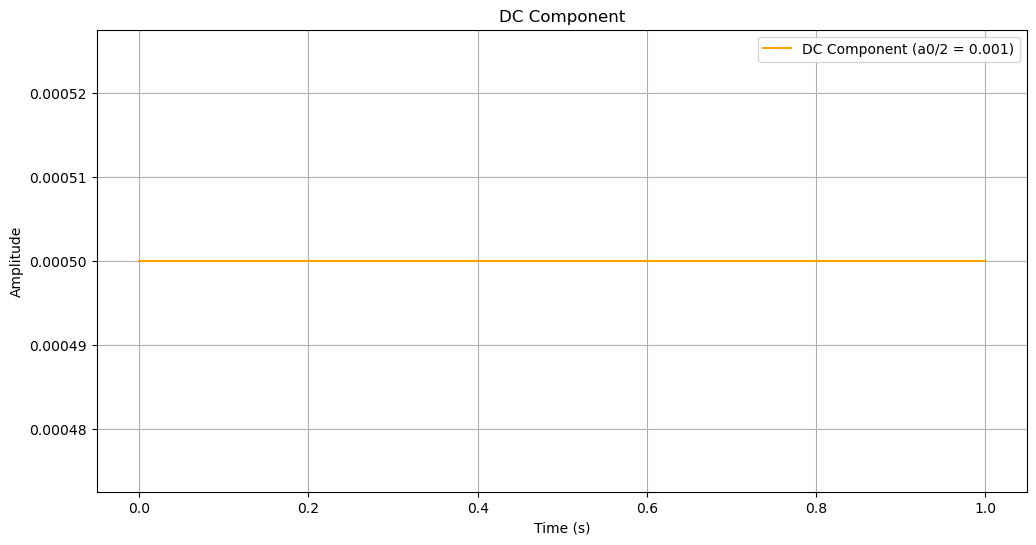 DC Component
DC Component (a0/2 = 0.001)
0.00052
0.00051
0.00050
0.00049
0.00048
Amplitude
0.0 0.2 0.4 0.6 0.8 1.0
Time (s)